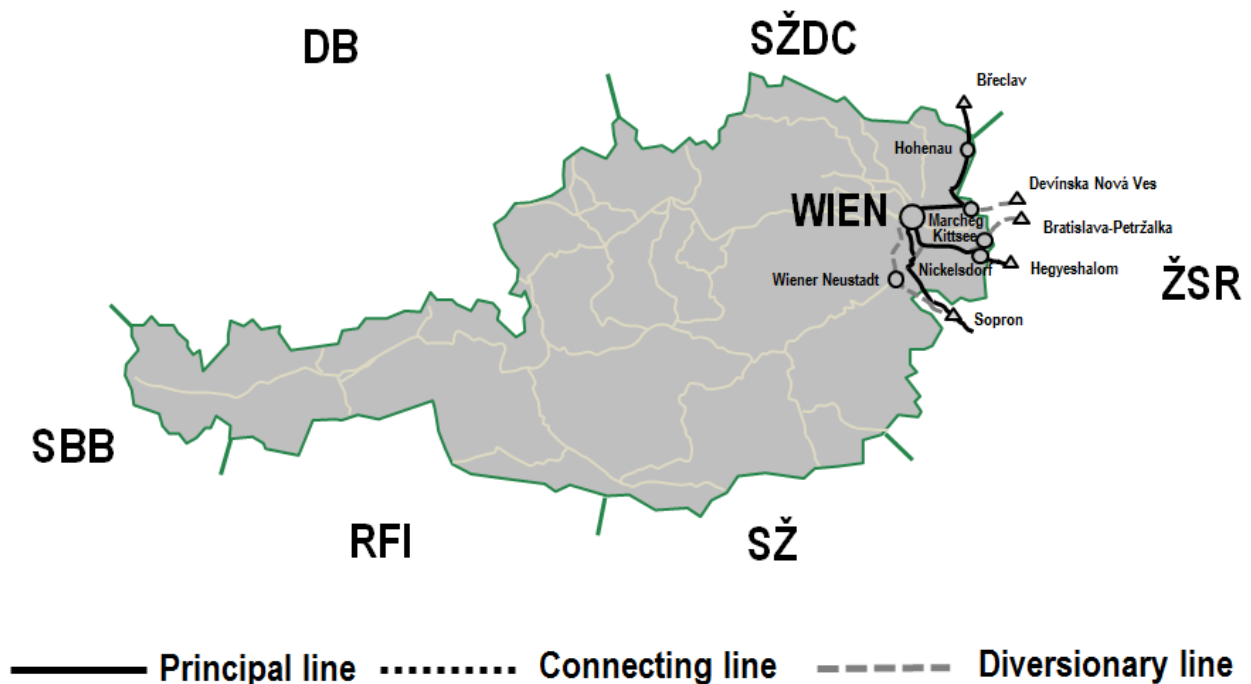 DB
SŽDC
Břeclav
Hohenau
Devínska Nová Ves
WIEN
Marcheg
Bratislava-Petržalka
Kittsee
Nickelsdorf
Hegyeshalom
Wiener Neustadt
ŽSR
Sopron
SBB
RFI
SŽ
Principal line
Connecting line
Diversionary line